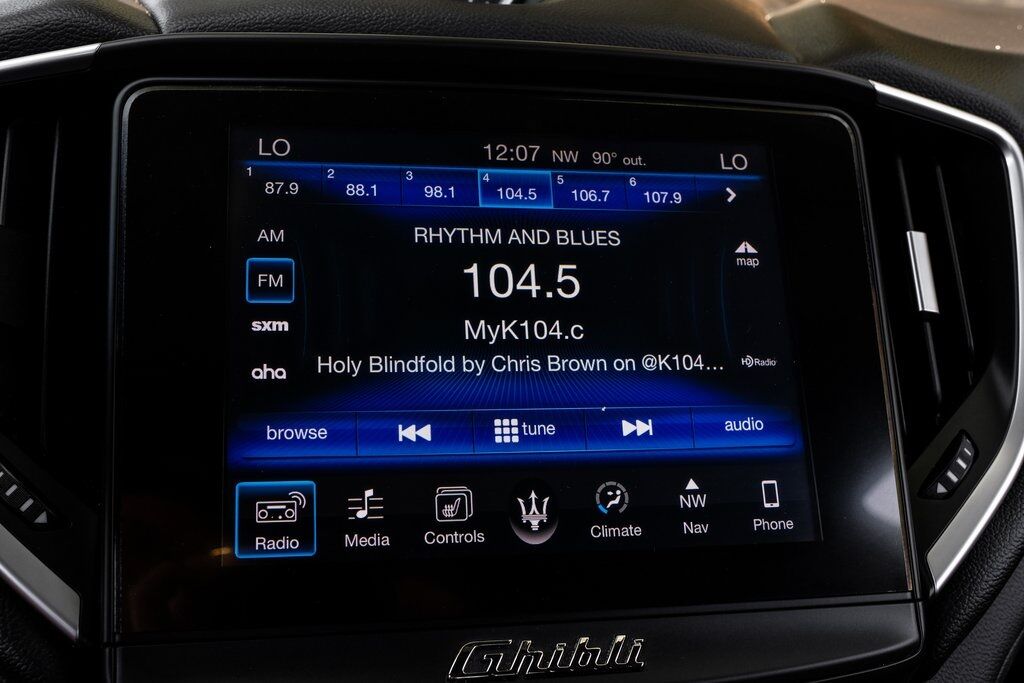 LO 12:07 NW 90° out. LO
1 87.9 2 88.1 3 98.1 4 104.5 5 106.7 6 107.9
AM
RHYTHM AND BLUES
map
FM
104.5
sxm
MyK104.c
aha
Holy Blindfold by Chris Brown on @K104...
HD Radio
browse tune audio
Radio Media Controls Climate NW Nav Phone
Ghibli